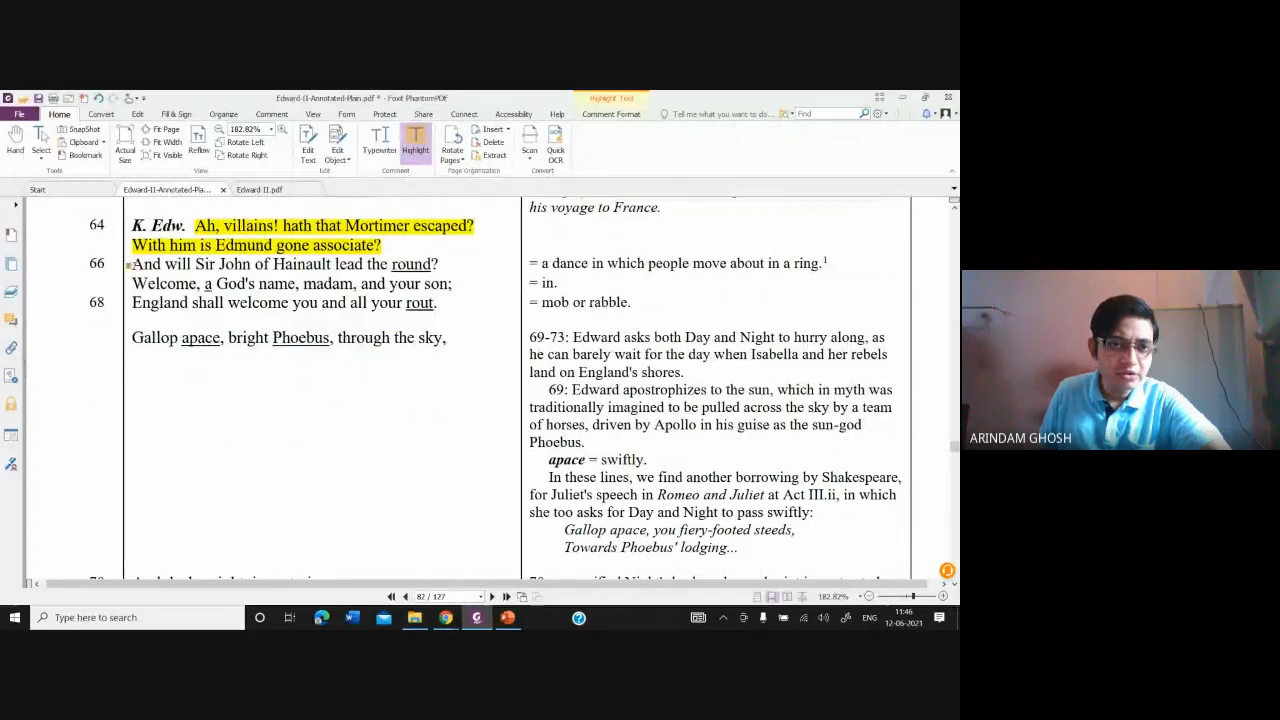 Edward-II-Annotated-Plain.pdf * - Foxit PhantomPDF
Highlight Tool
File
Home
Convert
Edit
Fill & Sign
Organize
Comment
View
Form
Protect
Share
Connect
Accessibility
Help
Comment Format
Tell me what you want to do...
Find
Hand
Select
SnapShot
Clipboard
Bookmark
Tools
Actual Size
Fit Page
Fit Width
Fit Visible
Reflow
182.82%
Rotate Left
Rotate Right
View
Edit Text
Edit Object
Edit
Typewriter
Highlight
Comment
Rotate Pages
Insert
Delete
Extract
Page Organization
Scan
Quick OCR
Convert
Start
Edward-II-Annotated-Pla...
Edward II.pdf
his voyage to France.
64 K. Edw. Ah, villains! hath that Mortimer escaped?
With him is Edmund gone associate?
66 And will Sir John of Hainault lead the round?
= a dance in which people move about in a ring.1
Welcome, a God's name, madam, and your son;
= in.
68 England shall welcome you and all your rout.
= mob or rabble.
Gallop apace, bright Phoebus, through the sky,
69-73: Edward asks both Day and Night to hurry along, as
he can barely wait for the day when Isabella and her rebels
land on England's shores.
69: Edward apostrophizes to the sun, which in myth was
traditionally imagined to be pulled across the sky by a team
of horses, driven by Apollo in his guise as the sun-god
Phoebus.
apace = swiftly.
In these lines, we find another borrowing by Shakespeare,
for Juliet's speech in Romeo and Juliet at Act III.ii, in which
she too asks for Day and Night to pass swiftly:
Gallop apace, you fiery-footed steeds,
Towards Phoebus' lodging...
82 / 127
182.82%
Type here to search
ENG
11:46
12-06-2021
ARINDAM GHOSH